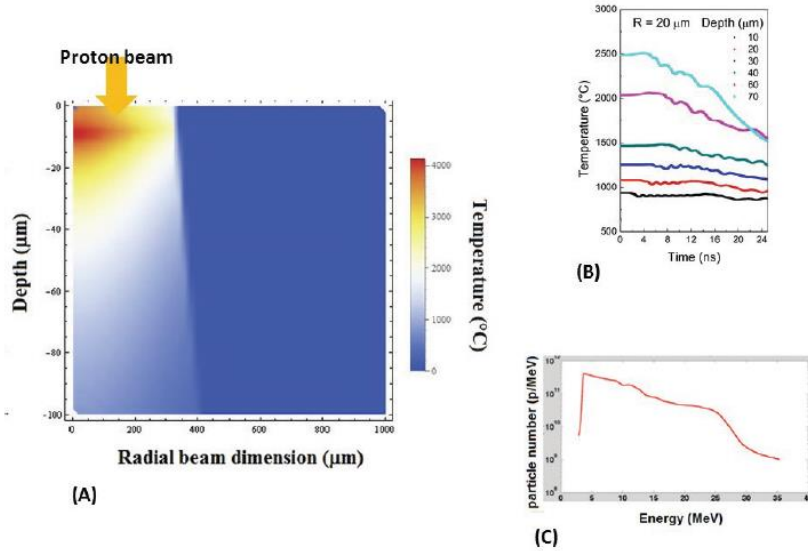 Proton beam
0
-20
-40
-60
-80
-100
Depth (μm)
0
200
400
600
800
1000
Radial beam dimension (μm)
4000
3000
2000
1000
0
Temperature (°C)
(A)
3000
2500
2000
1500
1000
500
Temperature (°C)
R = 20 μm Depth (μm)
10
20
30
40
60
70
0 4 8 12 16 20 24
Time (ns)
(B)
10¹¹
10¹⁰
10⁹
particle number (p/MeV)
0 5 10 15 20 25 30 35
Energy (MeV)
(C)